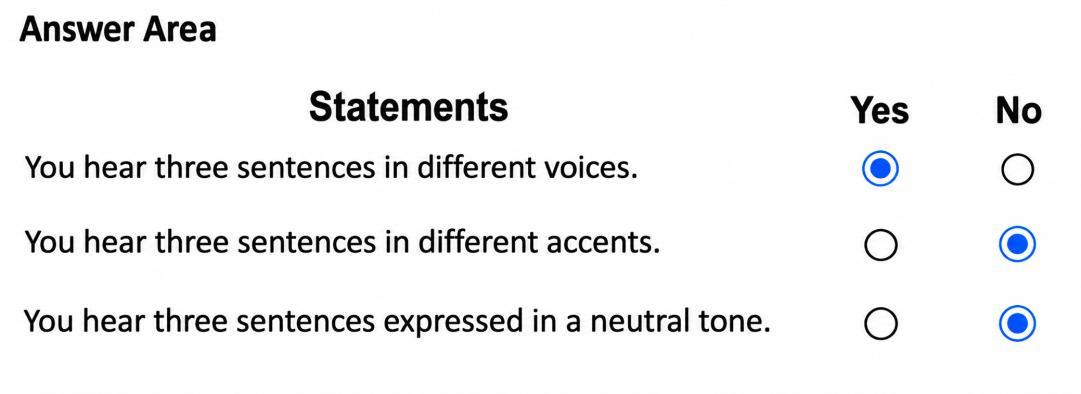 Answer Area
Statements Yes No
You hear three sentences in different voices.
You hear three sentences in different accents.
You hear three sentences expressed in a neutral tone.